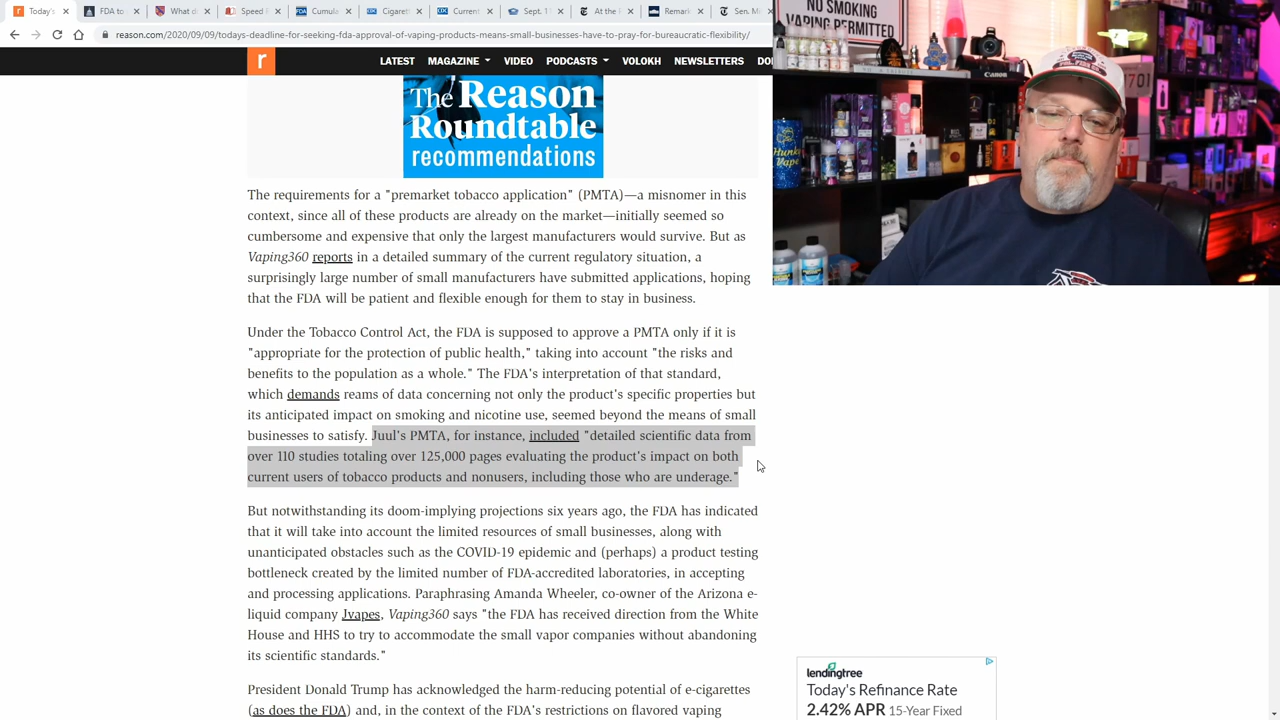 Today's
FDA to
What d
Speed F
Cumula
Cigaret
Current
Sept. 1
At the
Remark
Sen. Mi
reason.com/2020/09/09/todays-deadline-for-seeking-fda-approval-of-vaping-products-means-small-businesses-have-to-pray-for-bureaucratic-flexibility/
r
LATEST
MAGAZINE
VIDEO
PODCASTS
VOLOKH
NEWSLETTERS
The Reason
Roundtable
recommendations
The requirements for a "premarket tobacco application" (PMTA)—a misnomer in this
context, since all of these products are already on the market—initially seemed so
cumbersome and expensive that only the largest manufacturers would survive. But as
Vaping360 reports in a detailed summary of the current regulatory situation, a
surprisingly large number of small manufacturers have submitted applications, hoping
that the FDA will be patient and flexible enough for them to stay in business.
Under the Tobacco Control Act, the FDA is supposed to approve a PMTA only if it is
"appropriate for the protection of public health," taking into account "the risks and
benefits to the population as a whole." The FDA's interpretation of that standard,
which demands reams of data concerning not only the product's specific properties but
its anticipated impact on smoking and nicotine use, seemed beyond the means of small
businesses to satisfy. Juul's PMTA, for instance, included "detailed scientific data from
over 110 studies totaling over 125,000 pages evaluating the product's impact on both
current users of tobacco products and nonusers, including those who are underage."
But notwithstanding its doom-implying projections six years ago, the FDA has indicated
that it will take into account the limited resources of small businesses, along with
unanticipated obstacles such as the COVID-19 epidemic and (perhaps) a product testing
bottleneck created by the limited number of FDA-accredited laboratories, in accepting
and processing applications. Paraphrasing Amanda Wheeler, co-owner of the Arizona e-
liquid company Jvapes, Vaping360 says "the FDA has received direction from the White
House and HHS to try to accommodate the small vapor companies without abandoning
its scientific standards."
President Donald Trump has acknowledged the harm-reducing potential of e-cigarettes
(as does the FDA) and, in the context of the FDA's restrictions on flavored vaping
NO SMOKING
VAPING PERMITTED
Canon
Hunky
Vape
lendingtree
Today's Refinance Rate
2.42% APR 15-Year Fixed